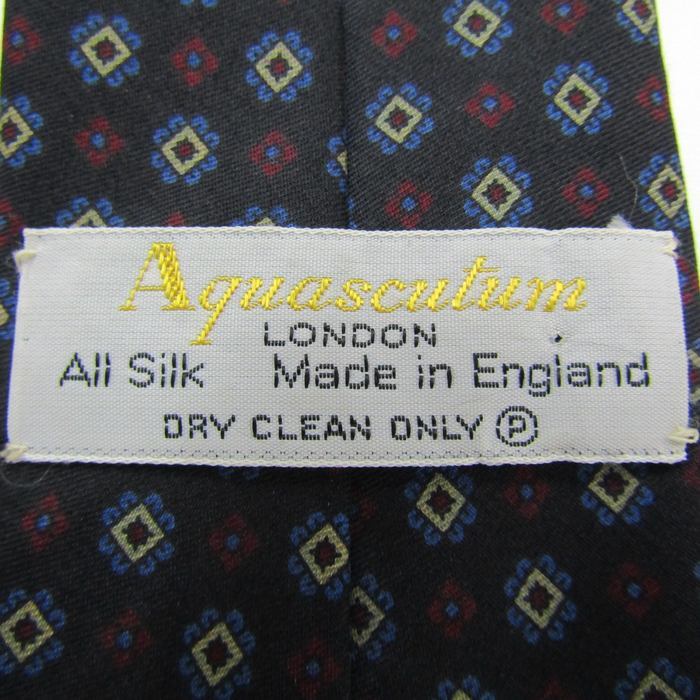 Aquascutum
LONDON
All Silk Made in England
DRY CLEAN ONLY Ⓟ